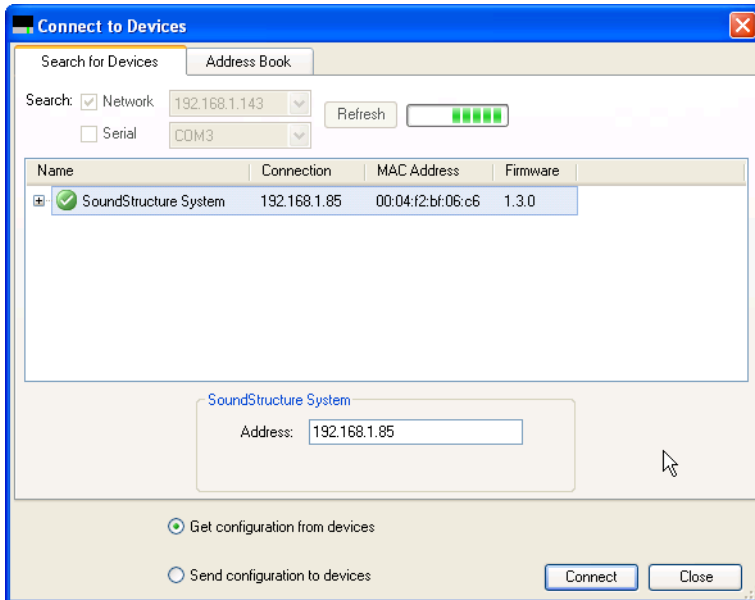 Connect to Devices
Search for Devices Address Book
Search: Network 192.168.1.143 Refresh
Serial COM3
Name Connection MAC Address Firmware
SoundStructure System 192.168.1.85 00:04:f2:bf:06:c6 1.3.0
SoundStructure System
Address: 192.168.1.85
Get configuration from devices
Send configuration to devices
Connect Close